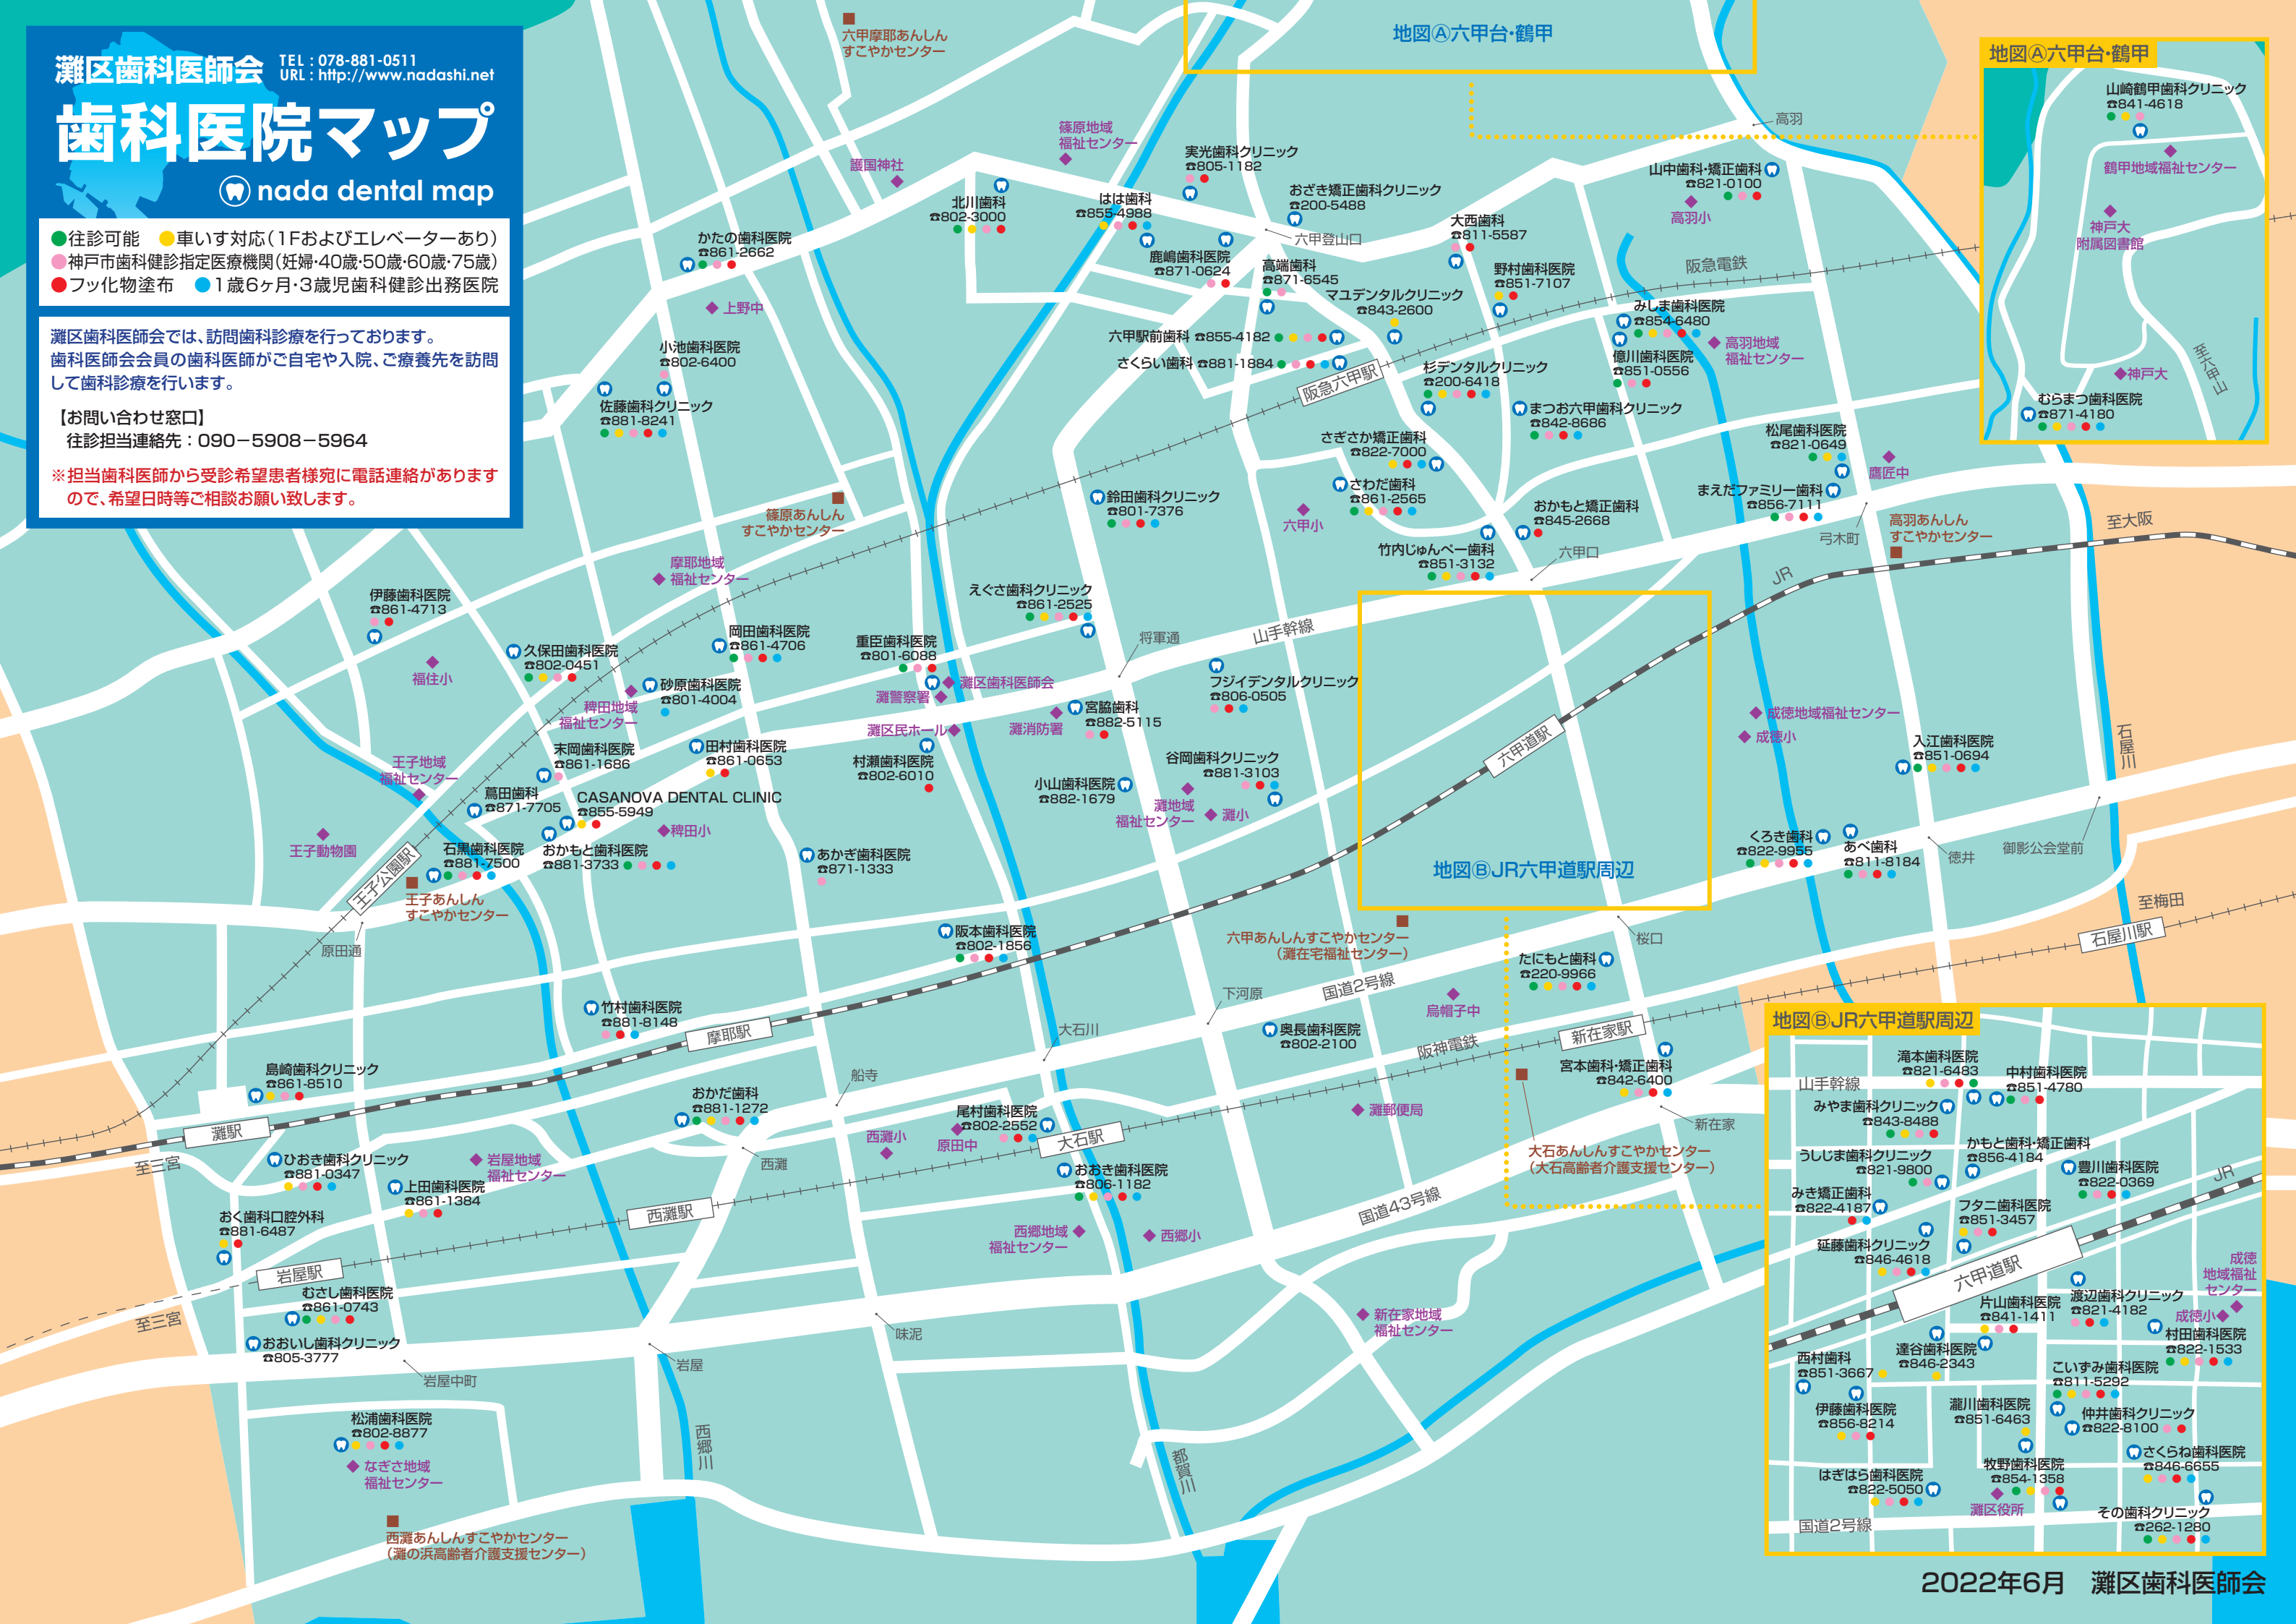 灘区歯科医師会
TEL : 078-881-0511
URL : http://www.nadashi.net
歯科医院マップ
nada dental map
往診可能 車いす対応(1Fおよびエレベーターあり)
神戸市歯科健診指定医療機関(妊婦・40歳・50歳・60歳・75歳)
フッ化物塗布 1歳6ヶ月・3歳児歯科健診出務医院
灘区歯科医師会では、訪問歯科診療を行っております。
歯科医師会会員の歯科医師がご自宅や入院、ご療養先を訪問
して歯科診療を行います。
【お問い合わせ窓口】
往診担当連絡先:090−5908−5964
※担当歯科医師から受診希望患者様宛に電話連絡があります
ので、希望日時等ご相談お願い致します。
六甲摩耶あんしん
すこやかセンター
地図Ⓐ六甲台・鶴甲
高羽
篠原地域
福祉センター
護国神社
実光歯科クリニック
☎805-1182
おざき矯正歯科クリニック
☎200-5488
山中歯科・矯正歯科
☎821-0100
高羽小
北川歯科
☎802-3000
はは歯科
☎855-4988
かたの歯科医院
☎861-2662
上野中
鹿嶋歯科医院
☎871-0624
六甲登山口
高端歯科
☎871-6545
大西歯科
☎811-5587
野村歯科医院
☎851-7107
阪急電鉄
マユデンタルクリニック
☎843-2600
みしま歯科医院
☎854-6480
高羽地域
福祉センター
億川歯科医院
☎851-0556
六甲駅前歯科 ☎855-4182
さくらい歯科 ☎881-1884
阪急六甲駅
杉デンタルクリニック
☎200-6418
まつお六甲歯科クリニック
☎842-8686
小池歯科医院
☎802-6400
佐藤歯科クリニック
☎881-8241
さぎさか矯正歯科
☎822-7000
さわだ歯科
☎861-2565
松尾歯科医院
☎821-0649
鷹匠中
まえだファミリー歯科
☎856-7111
高羽あんしん
すこやかセンター
弓木町
至大阪
篠原あんしん
すこやかセンター
鈴田歯科クリニック
☎801-7376
六甲小
おかもと矯正歯科
☎845-2668
竹内じゅんペー歯科
☎851-3132
六甲口
JR
摩耶地域
福祉センター
伊藤歯科医院
☎861-4713
福住小
えぐさ歯科クリニック
☎861-2525
将軍通
山手幹線
久保田歯科医院
☎802-0451
岡田歯科医院
☎861-4706
重臣歯科医院
☎801-6088
灘区歯科医師会
灘警察署
灘区民ホール
砂原歯科医院
☎801-4004
稗田地域
福祉センター
フジイデンタルクリニック
☎806-0505
宮脇歯科
☎882-5115
灘消防署
末岡歯科医院
☎861-1686
田村歯科医院
☎861-0653
村瀬歯科医院
☎802-6010
谷岡歯科クリニック
☎881-3103
小山歯科医院
☎882-1679
灘地域
福祉センター
灘小
六甲道駅
成徳地域福祉センター
成徳小
入江歯科医院
☎851-0694
石屋川
王子地域
福祉センター
蔦田歯科
☎871-7705
CASANOVA DENTAL CLINIC
☎855-5949
稗田小
王子動物園
石黒歯科医院
☎881-7500
おかもと歯科医院
☎881-3733
あかぎ歯科医院
☎871-1333
地図ⒷJR六甲道駅周辺
くろき歯科
☎822-9955
あべ歯科
☎811-8184
徳井
御影公会堂前
王子公園駅
王子あんしん
すこやかセンター
原田通
阪本歯科医院
☎802-1856
六甲あんしんすこやかセンター
(灘在宅福祉センター)
桜口
至梅田
石屋川駅
たにもと歯科
☎220-9966
国道2号線
下河原
烏帽子中
竹村歯科医院
☎881-8148
摩耶駅
大石川
奥長歯科医院
☎802-2100
阪神電鉄
新在家駅
宮本歯科・矯正歯科
☎842-6400
新在家
島崎歯科クリニック
☎861-8510
灘駅
船寺
おかだ歯科
☎881-1272
尾村歯科医院
☎802-2552
原田中
西灘小
大石駅
灘郵便局
大石あんしんすこやかセンター
(大石高齢者介護支援センター)
至三宮
ひおき歯科クリニック
☎881-0347
岩屋地域
福祉センター
上田歯科医院
☎861-1384
西灘
西灘駅
おおき歯科医院
☎806-1182
国道43号線
おく歯科口腔外科
☎881-6487
岩屋駅
西郷地域
福祉センター
西郷小
むさし歯科医院
☎861-0743
至三宮
おおいし歯科クリニック
☎805-3777
岩屋中町
岩屋
味泥
新在家地域
福祉センター
松浦歯科医院
☎802-8877
なぎさ地域
福祉センター
西郷川
都賀川
西灘あんしんすこやかセンター
(灘の浜高齢者介護支援センター)
地図Ⓐ六甲台・鶴甲
山崎鶴甲歯科クリニック
☎841-4618
鶴甲地域福祉センター
神戸大
附属図書館
至六甲山
神戸大
むらまつ歯科医院
☎871-4180
地図ⒷJR六甲道駅周辺
滝本歯科医院
☎821-6483
山手幹線
中村歯科医院
☎851-4780
みやま歯科クリニック
☎843-8488
かもと歯科・矯正歯科
☎856-4184
うしじま歯科クリニック
☎821-9800
豊川歯科医院
☎822-0369
JR
みき矯正歯科
☎822-4187
フタニ歯科医院
☎851-3457
延藤歯科クリニック
☎846-4618
六甲道駅
成徳
地域福祉
センター
成徳小
片山歯科医院
☎841-1411
渡辺歯科クリニック
☎821-4182
村田歯科医院
☎822-1533
達谷歯科医院
☎846-2343
西村歯科
☎851-3667
こいずみ歯科医院
☎811-5292
伊藤歯科医院
☎856-8214
瀧川歯科医院
☎851-6463
仲井歯科クリニック
☎822-8100
さくらね歯科医院
☎846-6655
牧野歯科医院
☎854-1358
はぎはら歯科医院
☎822-5050
灘区役所
その歯科クリニック
☎262-1280
国道2号線
2022年6月 灘区歯科医師会